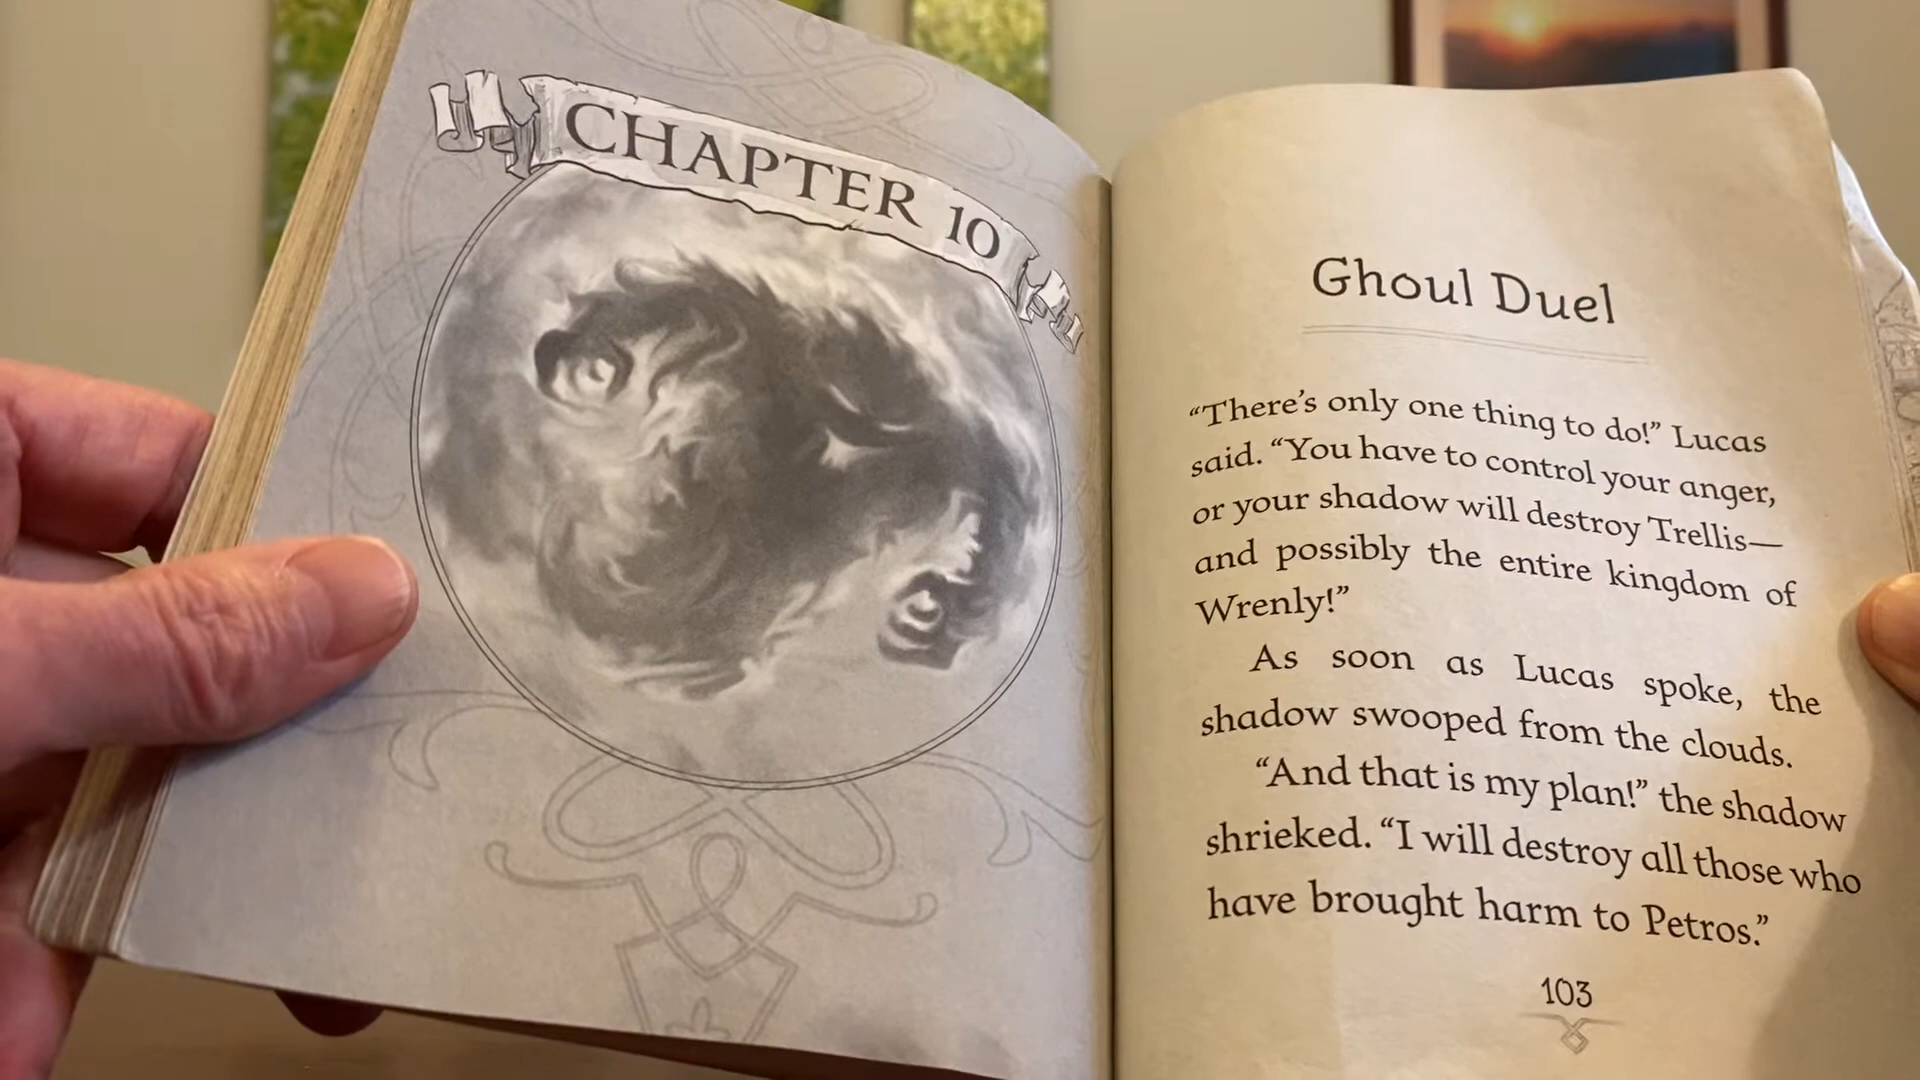 CHAPTER 10
Ghoul Duel
“There’s only one thing to do!” Lucas
said. “You have to control your anger,
or your shadow will destroy Trellis—
and possibly the entire kingdom of
Wrenly!”
As soon as Lucas spoke, the
shadow swooped from the clouds.
“And that is my plan!” the shadow
shrieked. “I will destroy all those who
have brought harm to Petros.”
103